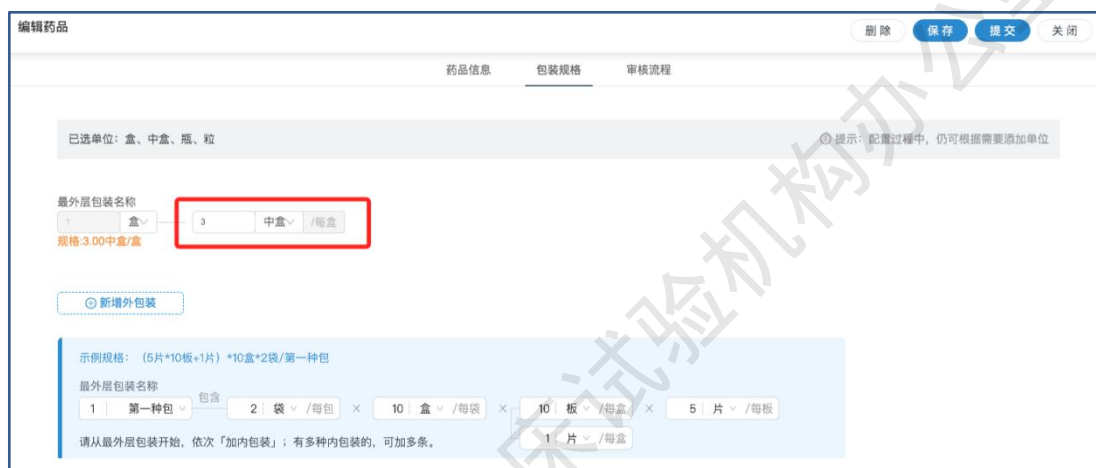 编辑药品
删除 保存 提交 关闭
药品信息 包装规格 审核流程
已选单位：盒、中盒、瓶、粒 提示：配置过程中，仍可根据需要添加单位
最外层包装名称
1 盒 3 中盒 /每盒
规格:3.00中盒/盒
新增外包装
示例规格：（5片*10板+1片）*10盒*2袋/第一种包
最外层包装名称
1 第一种包 包含 2 袋 /每包 × 10 盒 /每袋 × 10 板 /每盒 × 5 片 /每板
1 片 /每盒
请从最外层包装开始，依次「加内包装」；有多种内包装的，可加多条。
床试验机构办公室